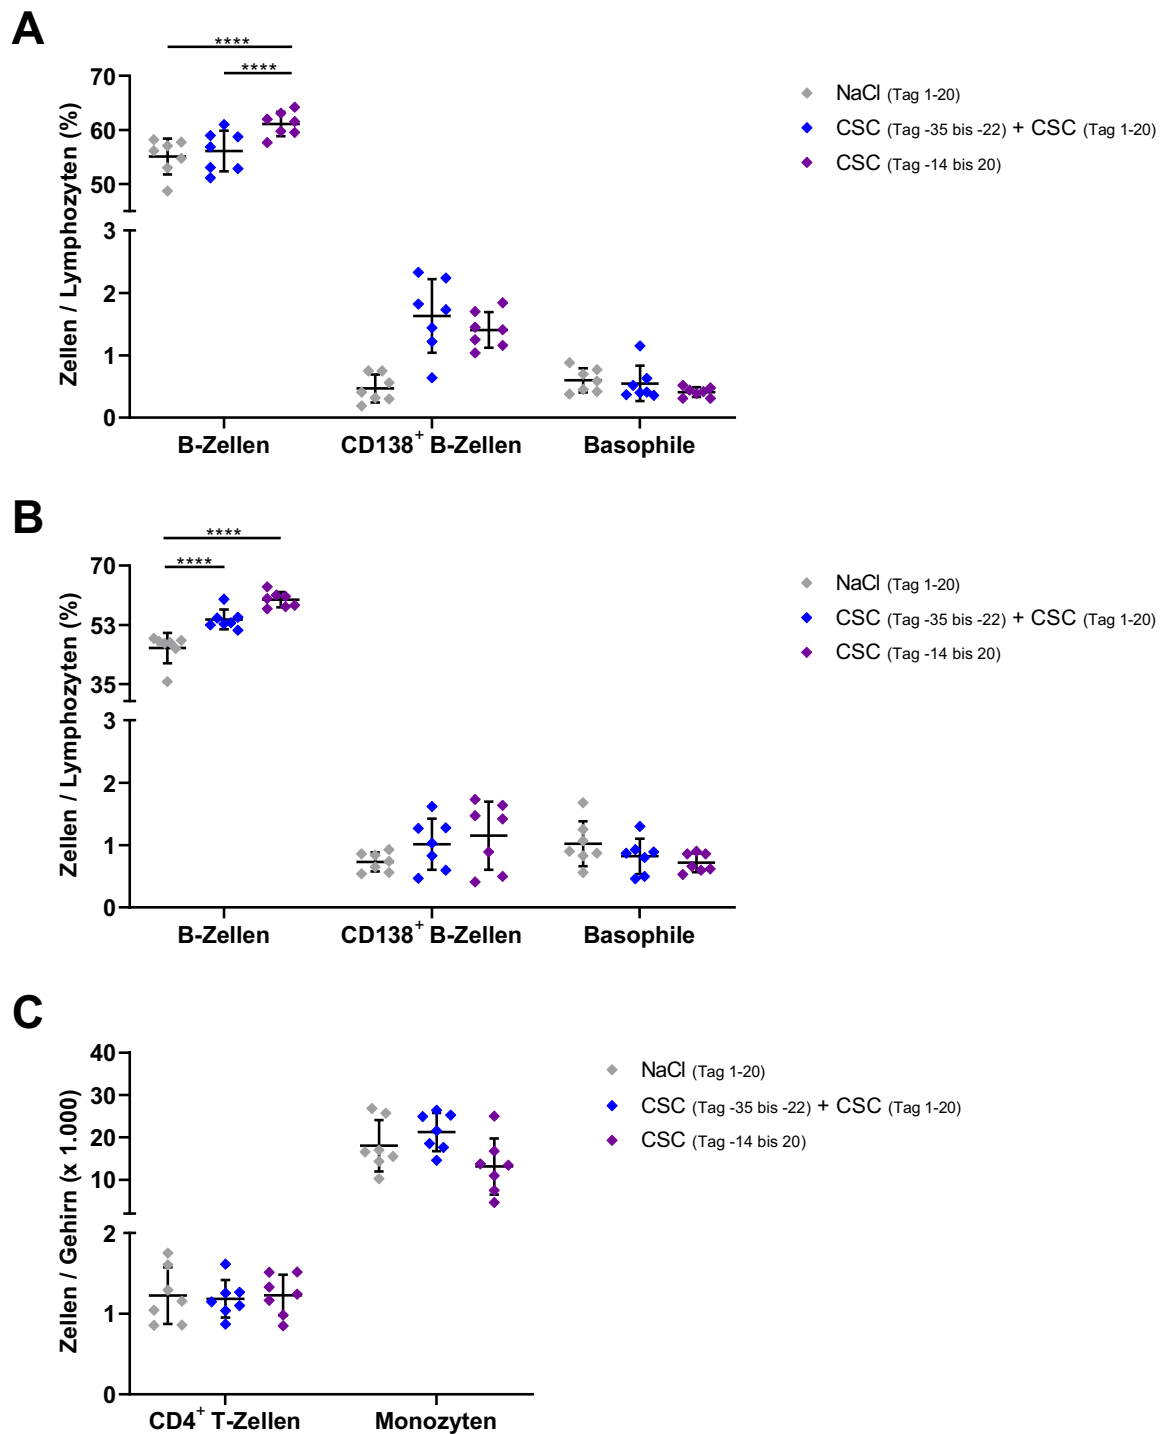 A
****
****
70
60
50
3
2
1
0
Zellen / Lymphozyten (%)
B-Zellen
CD138+ B-Zellen
Basophile
NaCl (Tag 1-20)
CSC (Tag -35 bis -22) + CSC (Tag 1-20)
CSC (Tag -14 bis 20)
B
****
****
70
53
35
3
2
1
0
Zellen / Lymphozyten (%)
B-Zellen
CD138+ B-Zellen
Basophile
NaCl (Tag 1-20)
CSC (Tag -35 bis -22) + CSC (Tag 1-20)
CSC (Tag -14 bis 20)
C
40
30
20
10
2
1
0
Zellen / Gehirn (x 1.000)
CD4+ T-Zellen
Monozyten
NaCl (Tag 1-20)
CSC (Tag -35 bis -22) + CSC (Tag 1-20)
CSC (Tag -14 bis 20)